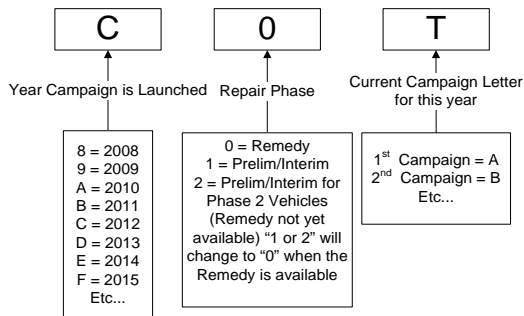 C 0 T
Year Campaign is Launched
Repair Phase
Current Campaign Letter
for this year
8 = 2008
9 = 2009
A = 2010
B = 2011
C = 2012
D = 2013
E = 2014
F = 2015
Etc...
0 = Remedy
1 = Prelim/Interim
2 = Prelim/Interim for
Phase 2 Vehicles
(Remedy not yet
available) “1 or 2” will
change to “0” when the
Remedy is available
1st Campaign = A
2nd Campaign = B
Etc...